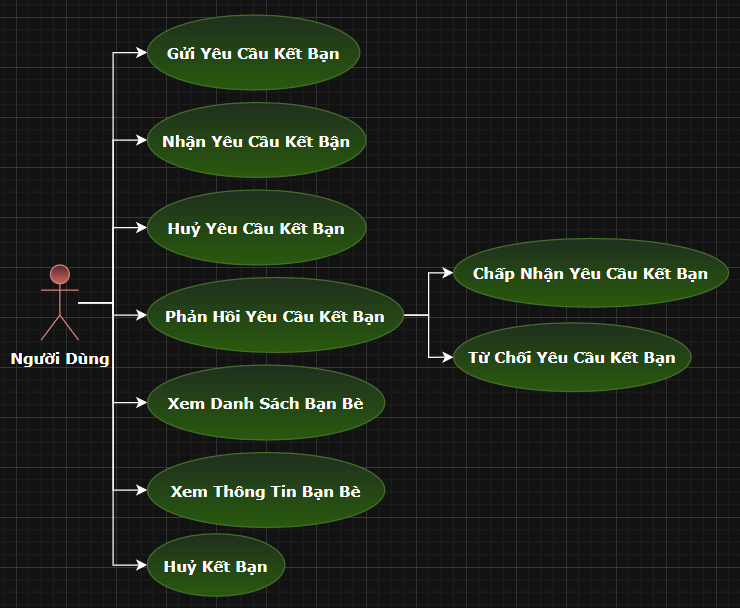 Gửi Yêu Cầu Kết Bạn
Nhận Yêu Cầu Kết Bận
Huỷ Yêu Cầu Kết Bạn
Phản Hồi Yêu Cầu Kết Bạn
Chấp Nhận Yêu Cầu Kết Bạn
Từ Chối Yêu Cầu Kết Bạn
Người Dùng
Xem Danh Sách Bạn Bè
Xem Thông Tin Bạn Bè
Huỷ Kết Bạn